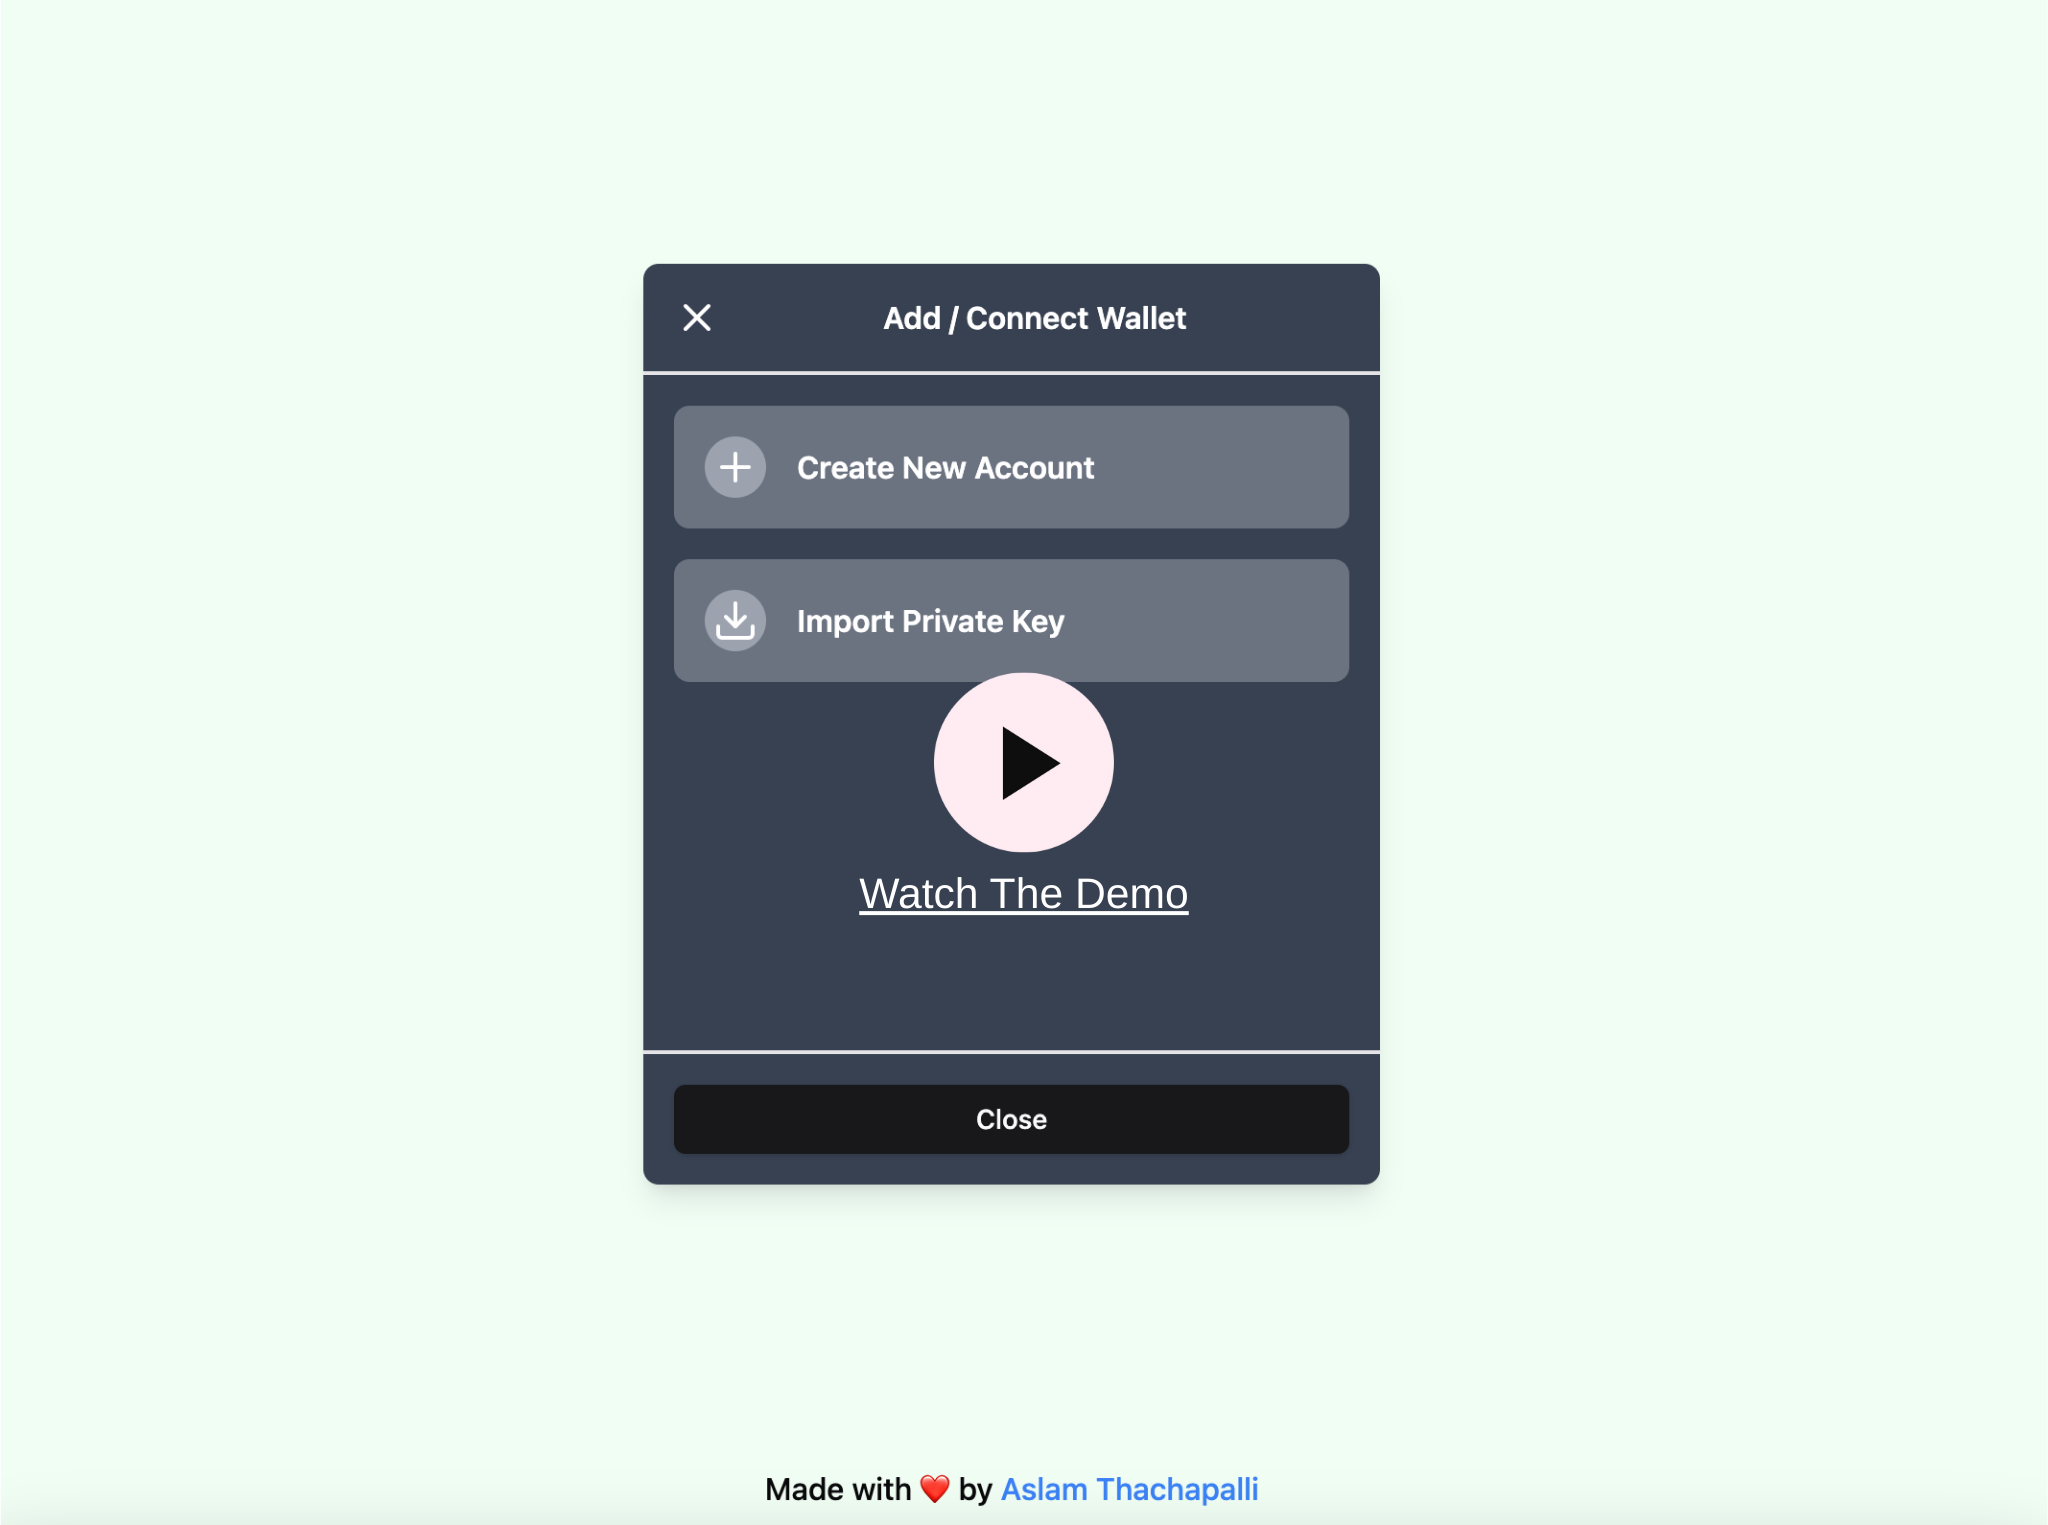 Add / Connect Wallet
Create New Account
Import Private Key
Watch The Demo
Close
Made with ❤️ by Aslam Thachapalli